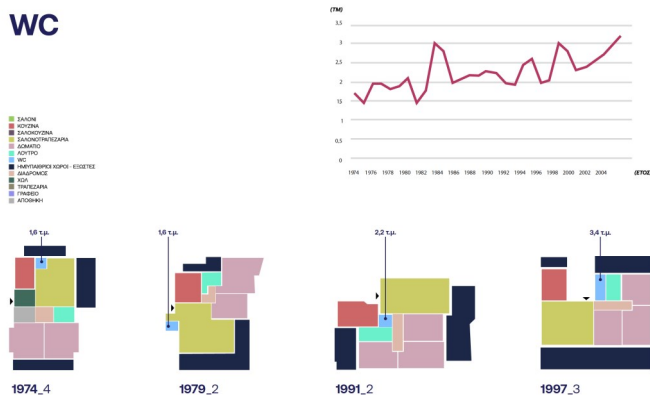 WC
(ΤΜ)
3,5
3
2,5
2
1,5
1
0,5
0
1974 1976 1978 1980 1982 1984 1986 1988 1990 1992 1994 1996 1998 2000 2002 2004 (ΕΤΟΣ
ΣΑΛΟΝΙ
ΚΟΥΖΙΝΑ
ΣΑΛΟΚΟΥΖΙΝΑ
ΣΑΛΟΝΟΤΡΑΠΕΖΑΡΙΑ
ΔΟΜΑΤΙΟ
ΛΟΥΤΡΟ
WC
ΗΜΙΥΠΑΙΘΡΙΟΙ ΧΩΡΟΙ - ΕΞΩΣΤΕΣ
ΔΙΑΔΡΟΜΟΣ
ΧΟΛ
ΤΡΑΠΕΖΑΡΙΑ
ΓΡΑΦΕΙΟ
ΑΠΟΘΗΚΗ
1,6 τ.μ.
1,6 τ.μ.
2,2 τ.μ.
3,4 τ.μ.
1974_4
1979_2
1991_2
1997_3